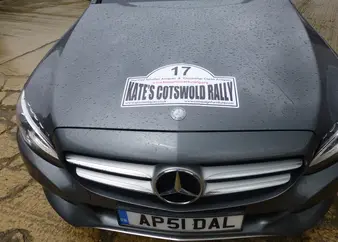 17
KATE'S COTSWOLD RALLY
AP51 DAL